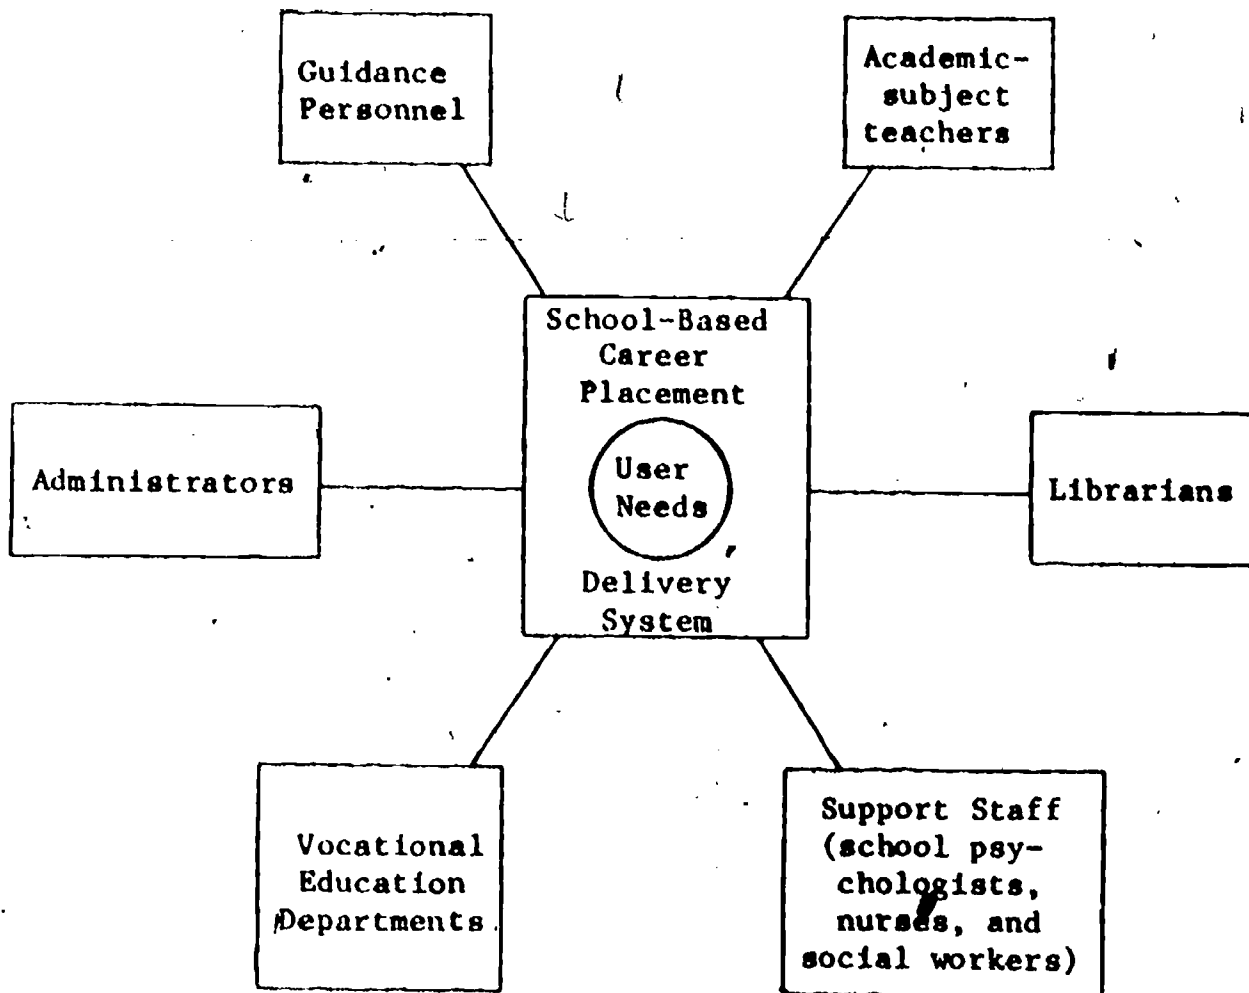 Guidance
Personnel
Academic-
subject
teachers
School-Based
Career
Placement
User
Needs
Delivery
System
Administrators
Librarians
Vocational
Education
Departments
Support Staff
(school psy-
chologists,
nurses, and
social workers)